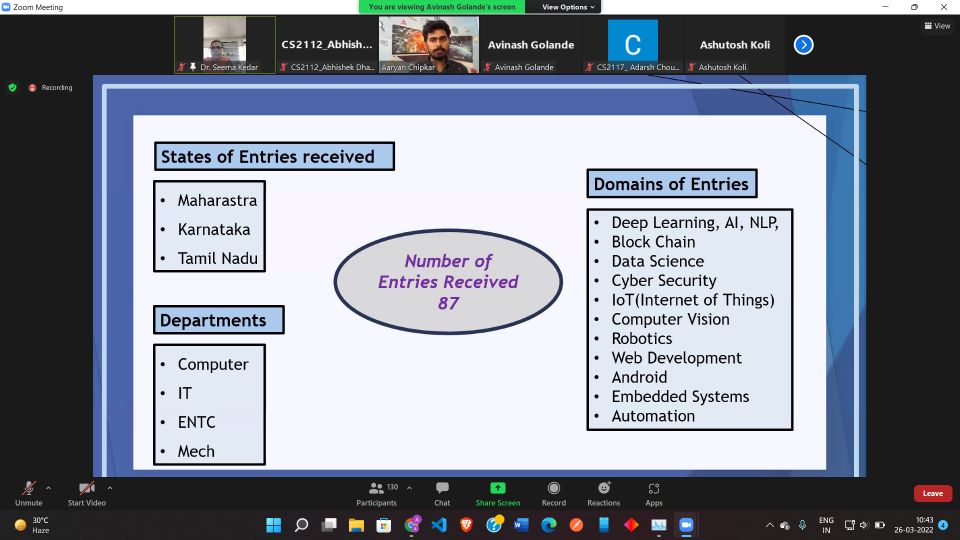 Zoom Meeting
You are viewing Avinash Golande's screen
View Options
View
CS2112_Abhish...
Avinash Golande
C
Ashutosh Koli
Dr. Seema Kedar
CS2112_Abhishek Dha...
Aaryan Chipkar
Avinash Golande
CS2117_ Adarsh Chou...
Ashutosh Koli
Recording
States of Entries received
• Maharastra
• Karnataka
• Tamil Nadu
Departments
• Computer
• IT
• ENTC
• Mech
Number of
Entries Received
87
Domains of Entries
• Deep Learning, AI, NLP,
• Block Chain
• Data Science
• Cyber Security
• IoT(Internet of Things)
• Computer Vision
• Robotics
• Web Development
• Android
• Embedded Systems
• Automation
Unmute
Start Video
130
Participants
Chat
Share Screen
Record
Reactions
Apps
Leave
30°C
Haze
ENG
IN
10:43
26-03-2022
4